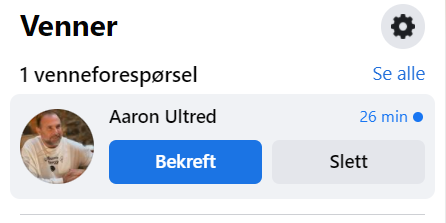 Venner
1 venneforespørsel Se alle
Aaron Ultred 26 min
Bekreft Slett